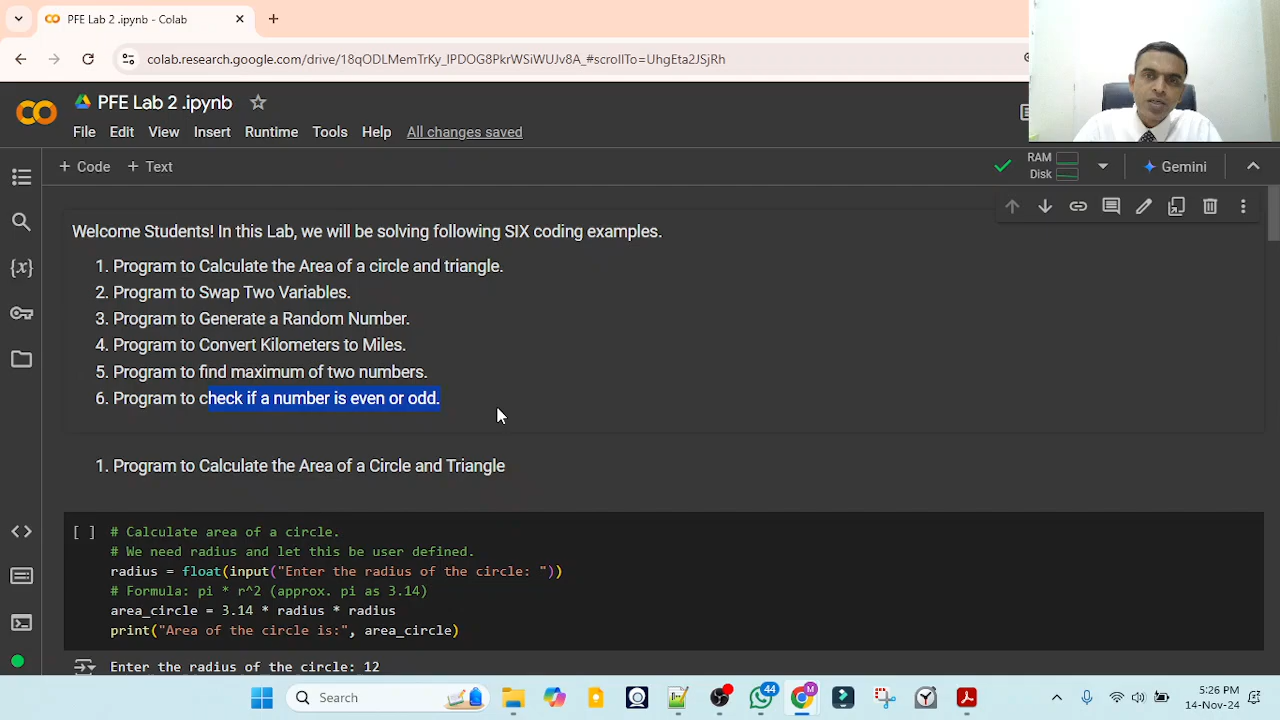 PFE Lab 2 .ipynb - Colab
colab.research.google.com/drive/18qODLMemTrKy_IPDOG8PkrWSiWUJv8A_#scrollTo=UhgEta2JSjRh
PFE Lab 2 .ipynb
File Edit View Insert Runtime Tools Help All changes saved
+ Code + Text
RAM
Disk
Gemini
Welcome Students! In this Lab, we will be solving following SIX coding examples.
1. Program to Calculate the Area of a circle and triangle.
2. Program to Swap Two Variables.
3. Program to Generate a Random Number.
4. Program to Convert Kilometers to Miles.
5. Program to find maximum of two numbers.
6. Program to check if a number is even or odd.
1. Program to Calculate the Area of a Circle and Triangle
[ ] # Calculate area of a circle.
# We need radius and let this be user defined.
radius = float(input("Enter the radius of the circle: "))
# Formula: pi * r^2 (approx. pi as 3.14)
area_circle = 3.14 * radius * radius
print("Area of the circle is:", area_circle)
Enter the radius of the circle: 12
Search
44
M
5:26 PM
14-Nov-24